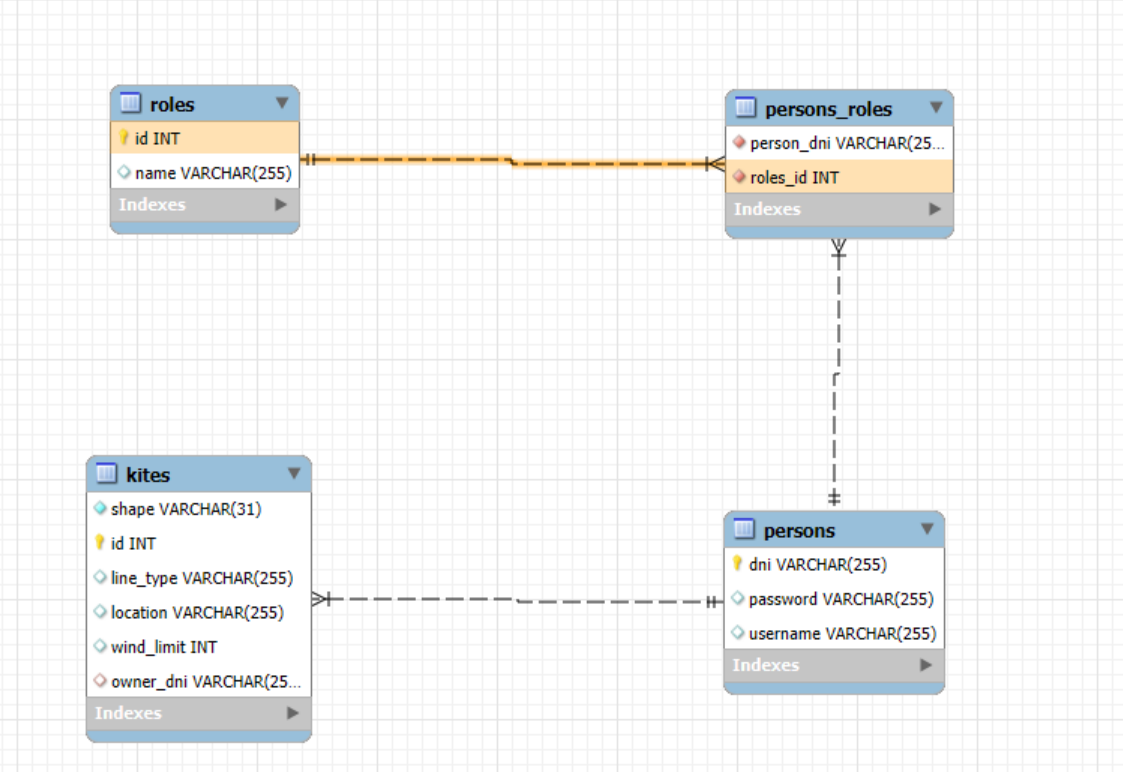 roles
id INT
name VARCHAR(255)
Indexes
persons_roles
person_dni VARCHAR(25...
roles_id INT
Indexes
kites
shape VARCHAR(31)
id INT
line_type VARCHAR(255)
location VARCHAR(255)
wind_limit INT
owner_dni VARCHAR(25...
Indexes
persons
dni VARCHAR(255)
password VARCHAR(255)
username VARCHAR(255)
Indexes